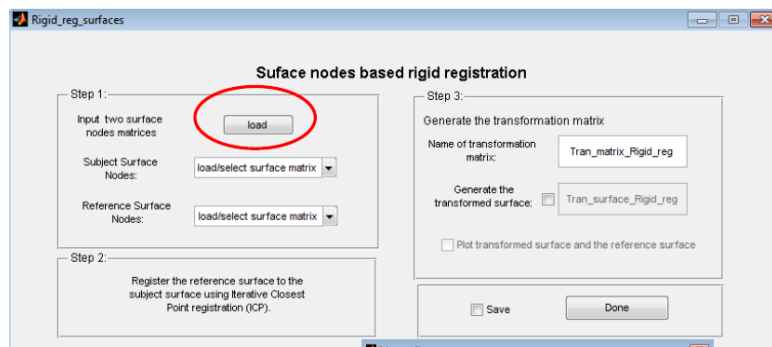 Rigid_reg_surfaces
Suface nodes based rigid registration
Step 1:
Input two surface
nodes matrices
load
Subject Surface
Nodes:
load/select surface matrix
Reference Surface
Nodes:
load/select surface matrix
Step 2:
Register the reference surface to the
subject surface using Iterative Closest
Point registration (ICP).
Step 3:
Generate the transformation matrix
Name of transformation
matrix:
Tran_matrix_Rigid_reg
Generate the
transformed surface:
Tran_surface_Rigid_reg
Plot transformed surface and the reference surface
Save
Done